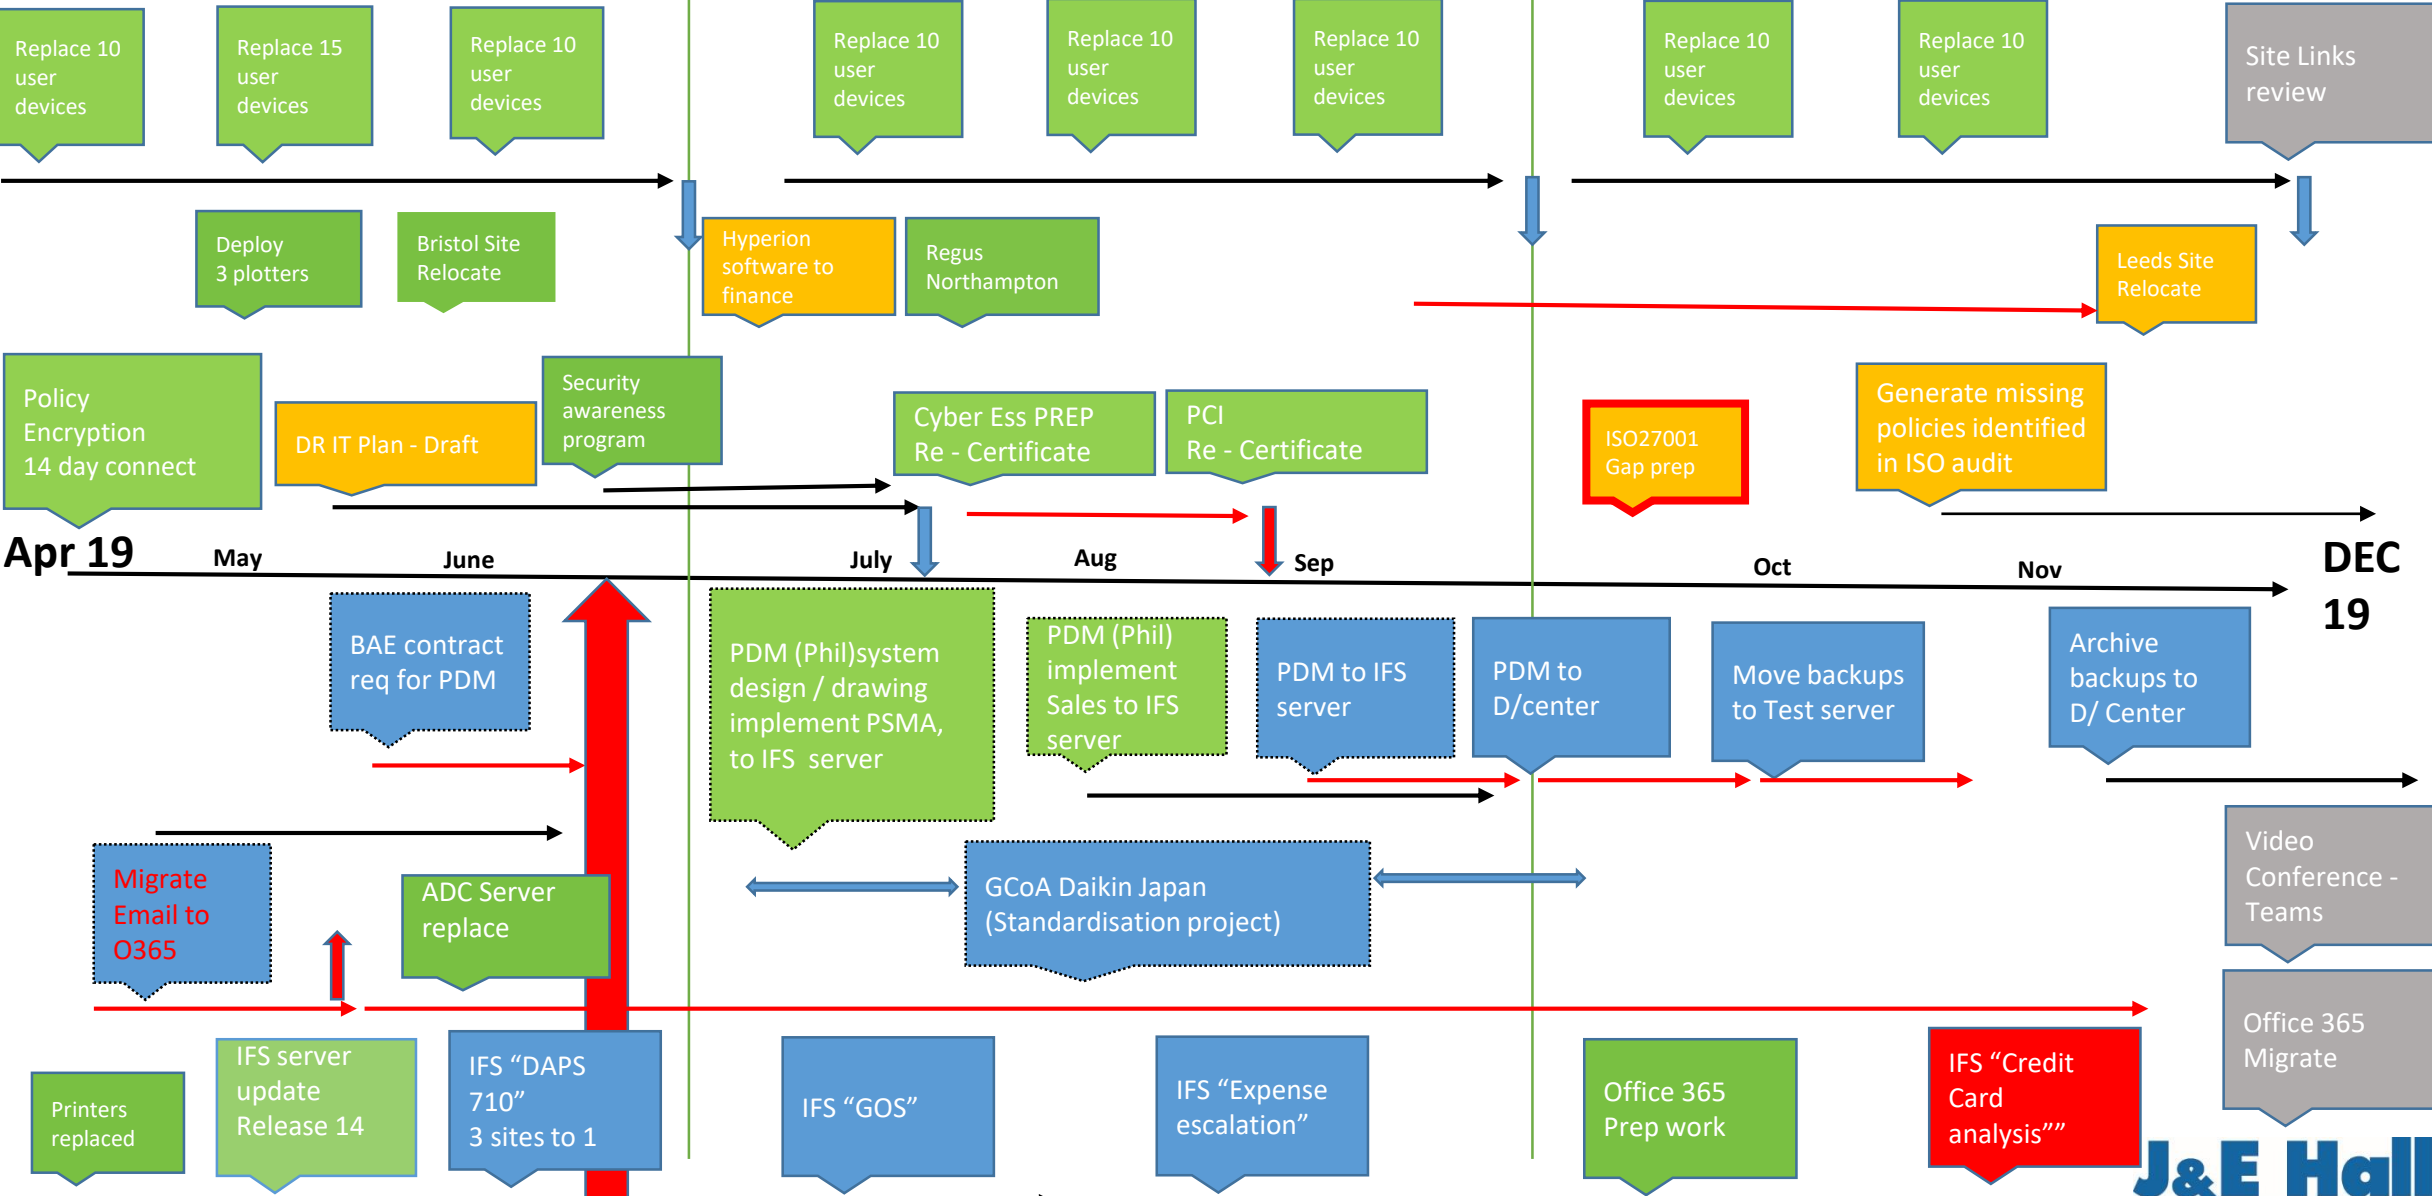 Replace 10
user
devices
Replace 15
user
devices
Replace 10
user
devices
Replace 10
user
devices
Replace 10
user
devices
Replace 10
user
devices
Replace 10
user
devices
Replace 10
user
devices
Site Links
review
Deploy
3 plotters
Bristol Site
Relocate
Hyperion
software to
finance
Regus
Northampton
Leeds Site
Relocate
Policy
Encryption
14 day connect
DR IT Plan - Draft
Security
awareness
program
Cyber Ess PREP
Re - Certificate
PCI
Re - Certificate
ISO27001
Gap prep
Generate missing
policies identified
in ISO audit
Apr 19
May
June
July
Aug
Sep
Oct
Nov
DEC
19
BAE contract
req for PDM
PDM (Phil)system
design / drawing
implement PSMA,
to IFS server
PDM (Phil)
implement
Sales to IFS
server
PDM to IFS
server
PDM to
D/center
Move backups
to Test server
Archive
backups to
D/ Center
Migrate
Email to
O365
ADC Server
replace
GCoA Daikin Japan
(Standardisation project)
Video
Conference -
Teams
Printers
replaced
IFS server
update
Release 14
IFS “DAPS
710”
3 sites to 1
IFS “GOS”
IFS “Expense
escalation”
Office 365
Prep work
IFS “Credit
Card
analysis””
Office 365
Migrate
J&E Hall